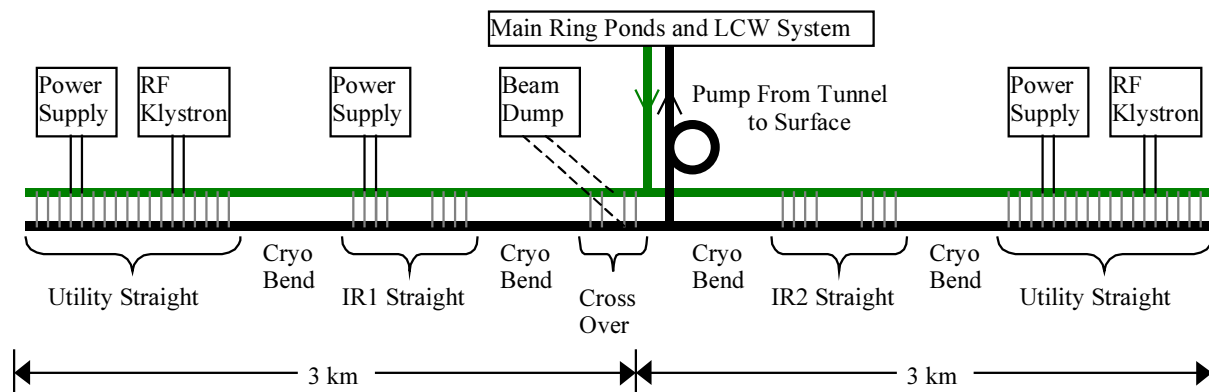 Main Ring Ponds and LCW System
Power
Supply
RF
Klystron
Power
Supply
Beam
Dump
Pump From Tunnel
to Surface
Power
Supply
RF
Klystron
Utility Straight
Cryo
Bend
IR1 Straight
Cryo
Bend
Cross
Over
Cryo
Bend
IR2 Straight
Cryo
Bend
Utility Straight
3 km
3 km